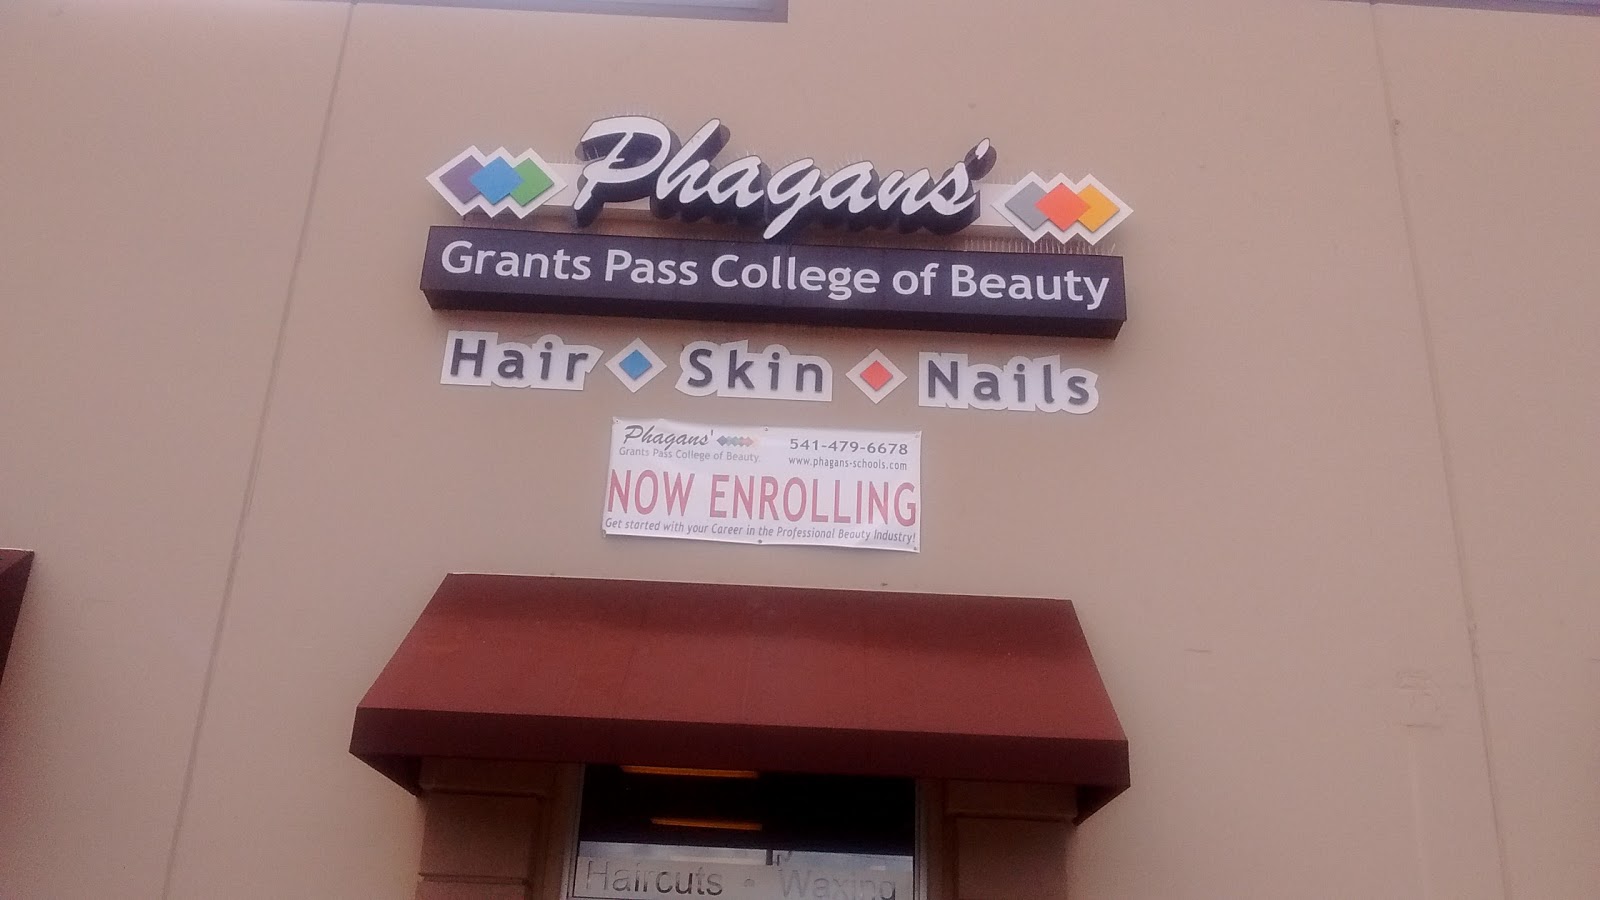 Phagans'
Grants Pass College of Beauty
Hair Skin Nails
Phagans' 541-479-6678
Grants Pass College of Beauty. www.phagans-schools.com
NOW ENROLLING
Get started with your Career in the Professional Beauty Industry!
Haircuts • Waxing